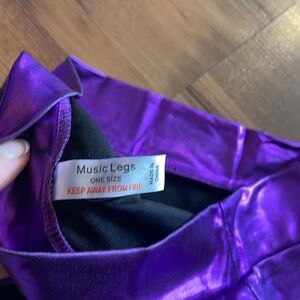 Music Legs
ONE SIZE
KEEP AWAY FROM FIRE
MADE IN
CHINA